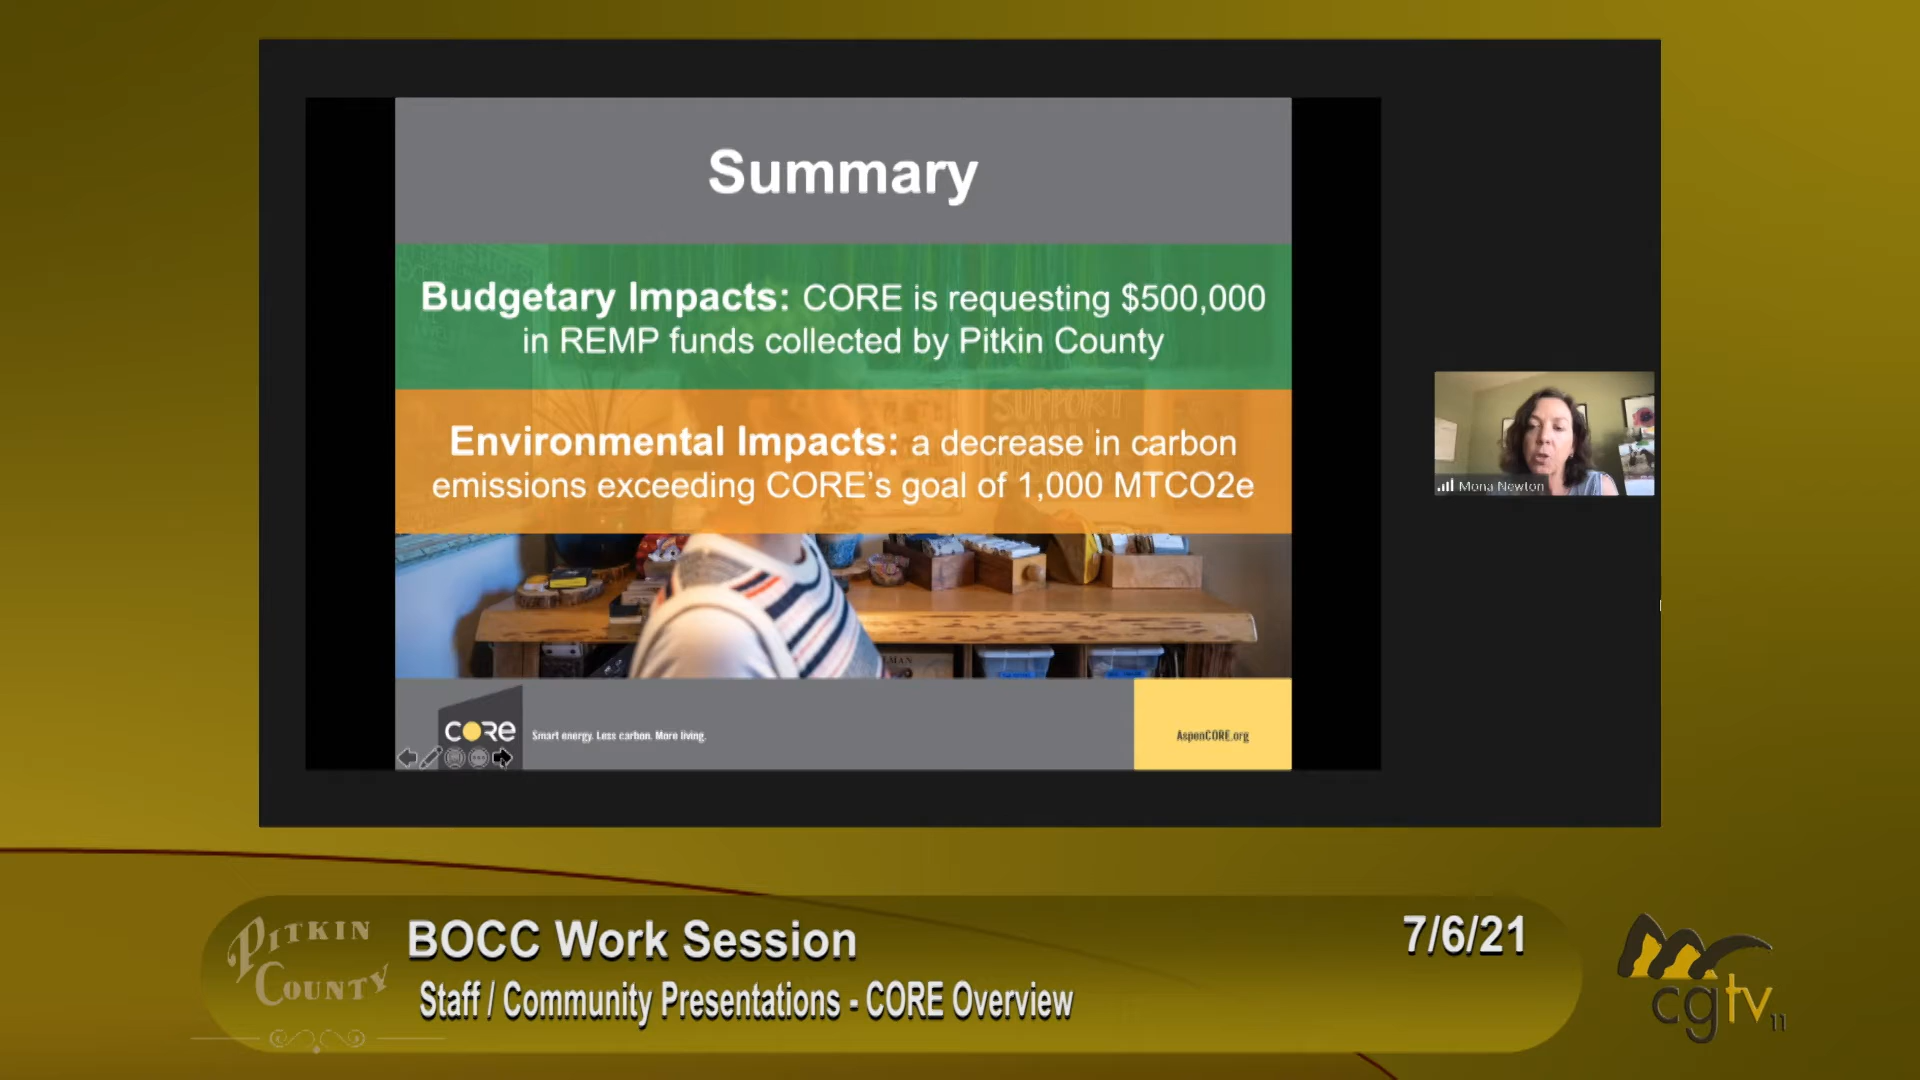 Summary
Budgetary Impacts: CORE is requesting $500,000
in REMP funds collected by Pitkin County
SUPPORT
Environmental Impacts: a decrease in carbon
emissions exceeding CORE's goal of 1,000 MTCO2e
Mona Newton
CORe
Smart energy. Less carbon. More living.
AspenCORE.org
PITKIN
COUNTY
BOCC Work Session
7/6/21
Staff / Community Presentations - CORE Overview
cgtv11